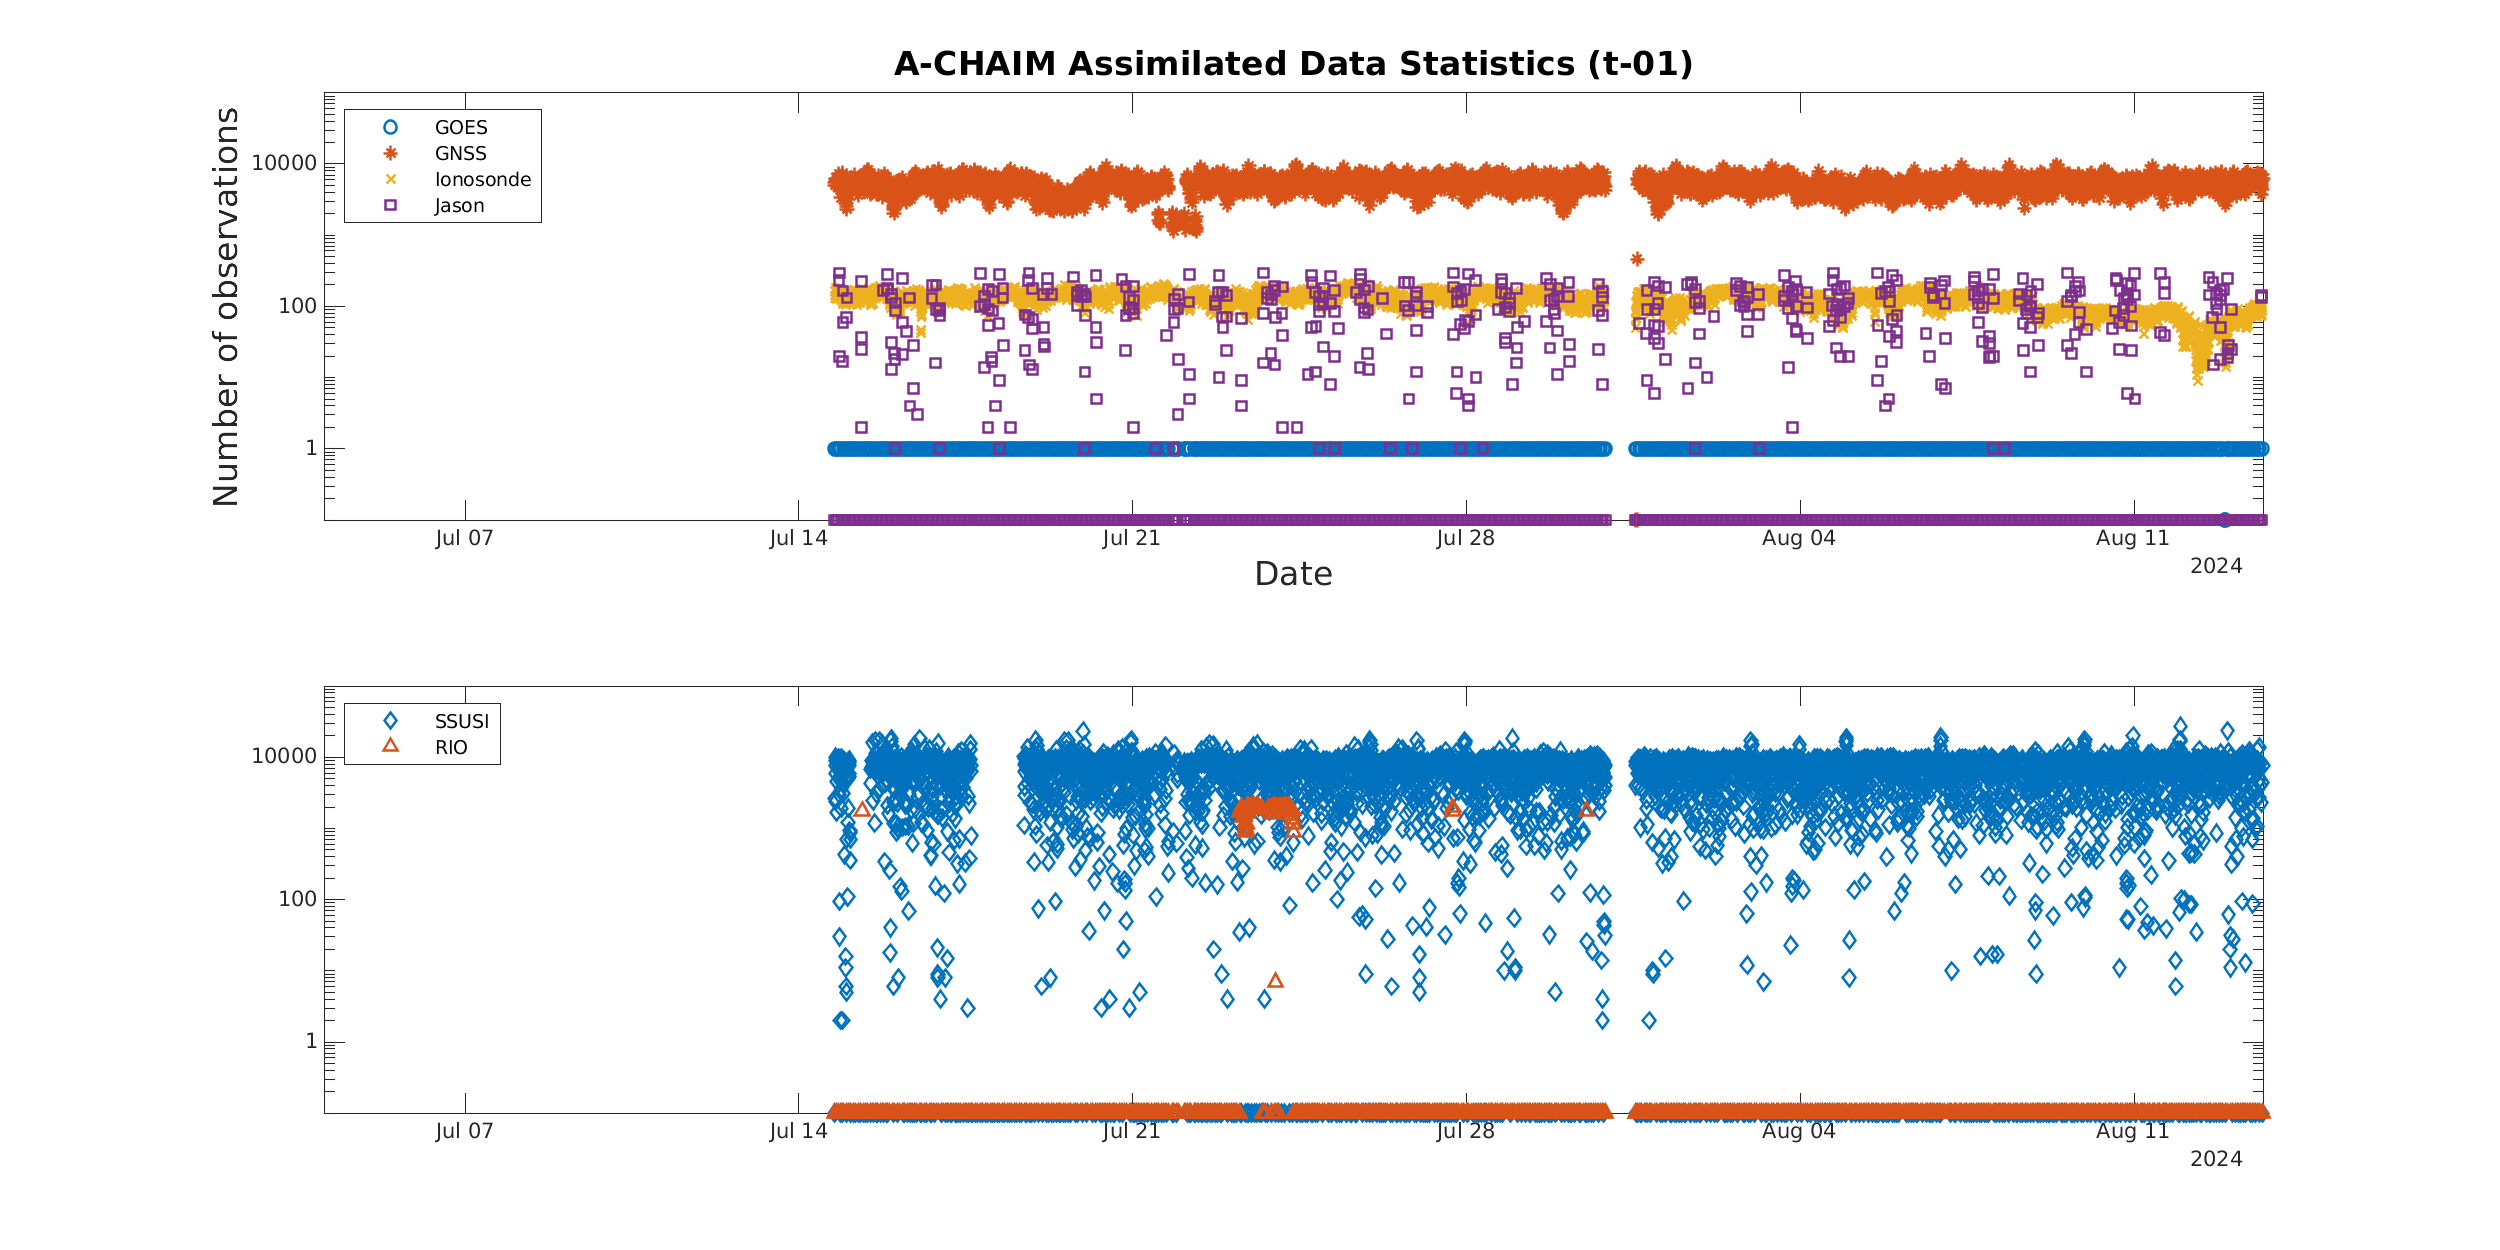 A-CHAIM Assimilated Data Statistics (t-01)
Number of observations
10000
100
1
GOES
GNSS
Ionosonde
Jason
Jul 07
Jul 14
Jul 21
Jul 28
Aug 04
Aug 11
2024
Date
10000
100
1
SSUSI
RIO
Jul 07
Jul 14
Jul 21
Jul 28
Aug 04
Aug 11
2024